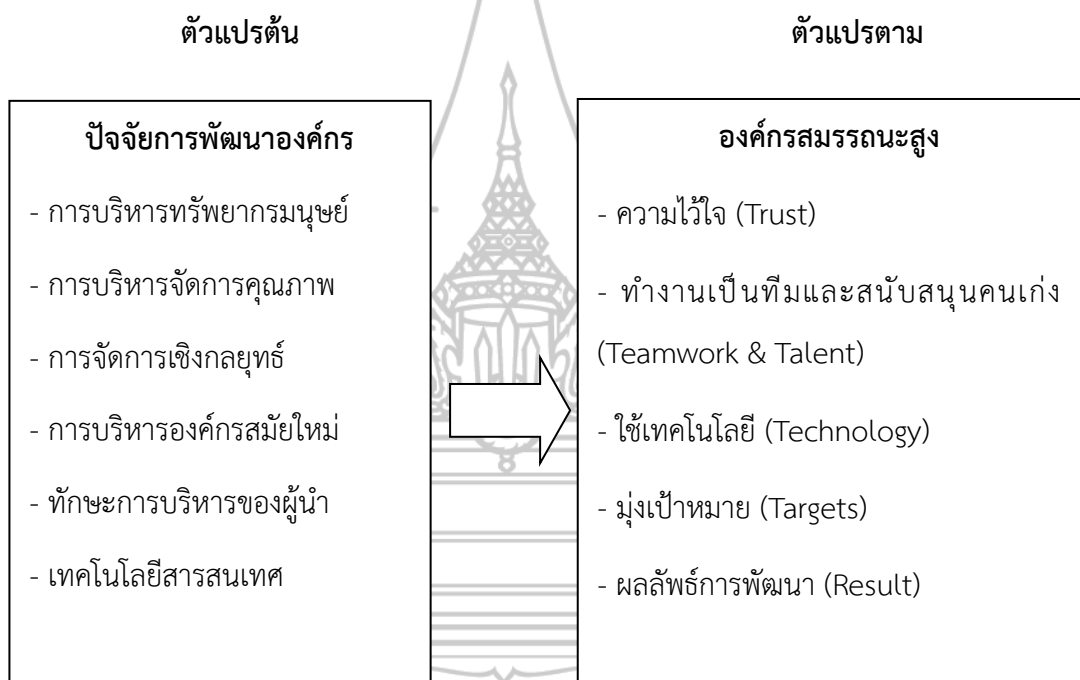 ตัวแปรต้น
ตัวแปรตาม
ปัจจัยการพัฒนาองค์กร
- การบริหารทรัพยากรมนุษย์
- การบริหารจัดการคุณภาพ
- การจัดการเชิงกลยุทธ์
- การบริหารองค์กรสมัยใหม่
- ทักษะการบริหารของผู้นำ
- เทคโนโลยีสารสนเทศ
องค์กรสมรรถนะสูง
- ความไว้ใจ (Trust)
- ทำงานเป็นทีมและสนับสนุนคนเก่ง
(Teamwork & Talent)
- ใช้เทคโนโลยี (Technology)
- มุ่งเป้าหมาย (Targets)
- ผลลัพธ์การพัฒนา (Result)